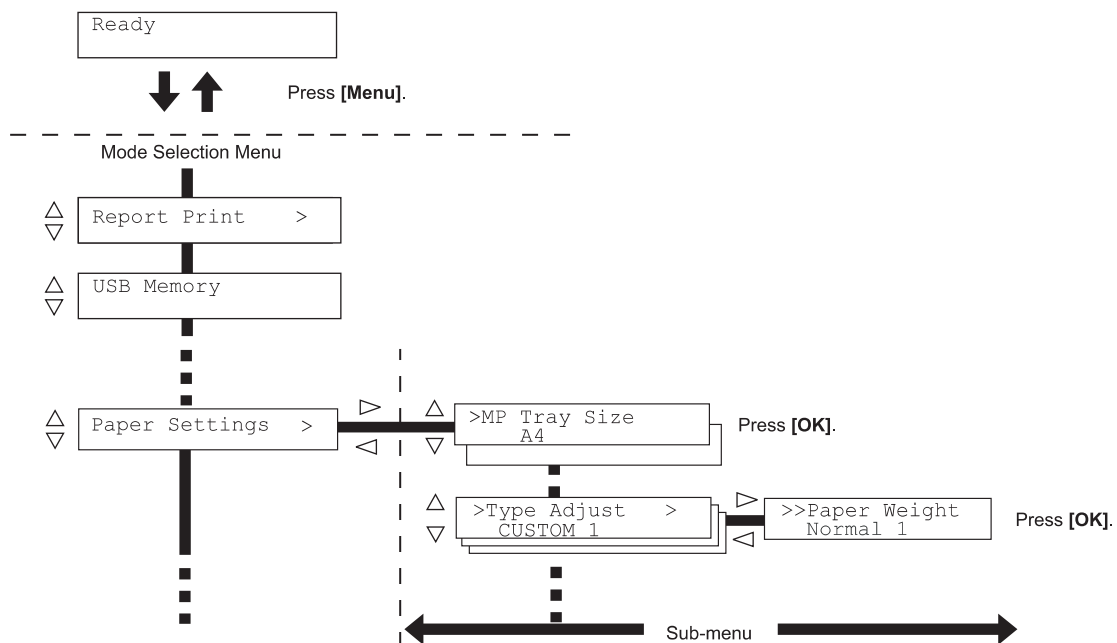 Ready
Press [Menu].
Mode Selection Menu
Report Print >
USB Memory
Paper Settings >
>MP Tray Size
A4
Press [OK].
>Type Adjust >
CUSTOM 1
>>Paper Weight
Normal 1
Press [OK].
Sub-menu